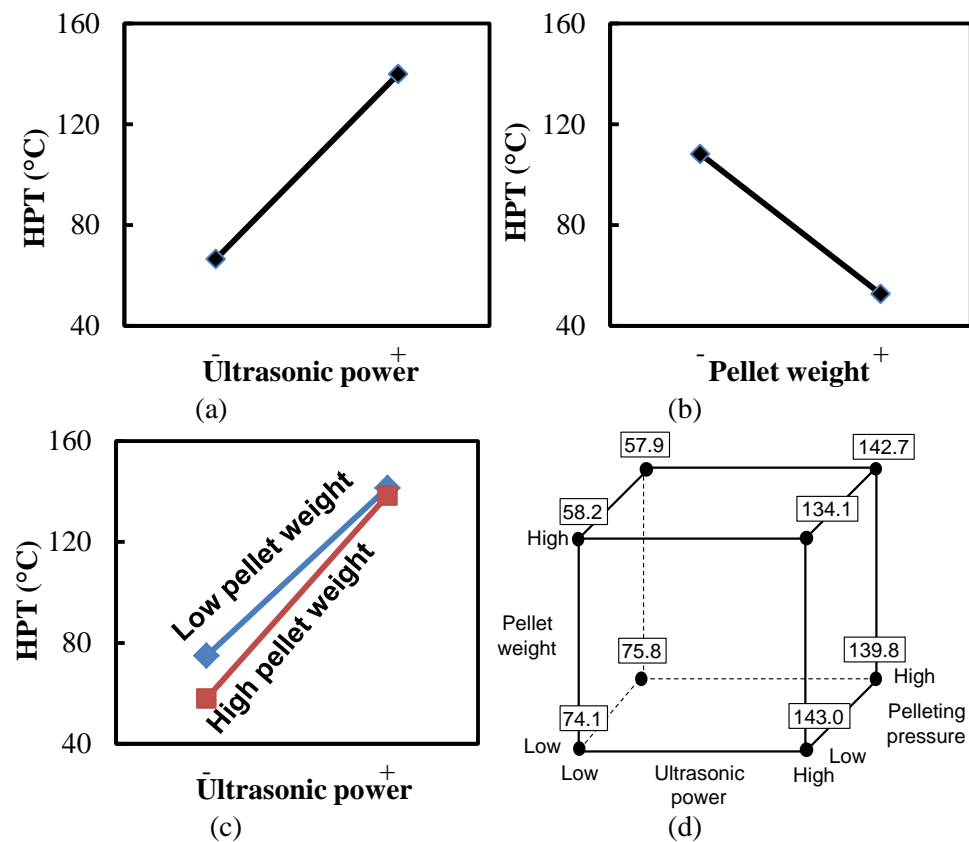 160
120
80
40
HPT (°C)
- +
Ultrasonic power
(a)
160
120
80
40
HPT (°C)
- +
Pellet weight
(b)
160
120
80
40
HPT (°C)
Low pellet weight
High pellet weight
- +
Ultrasonic power
(c)
57.9
142.7
58.2
134.1
High
Pellet
weight
75.8
139.8
High
74.1
143.0
Pelleting
pressure
Low
Low
Low
Ultrasonic
power
High
(d)